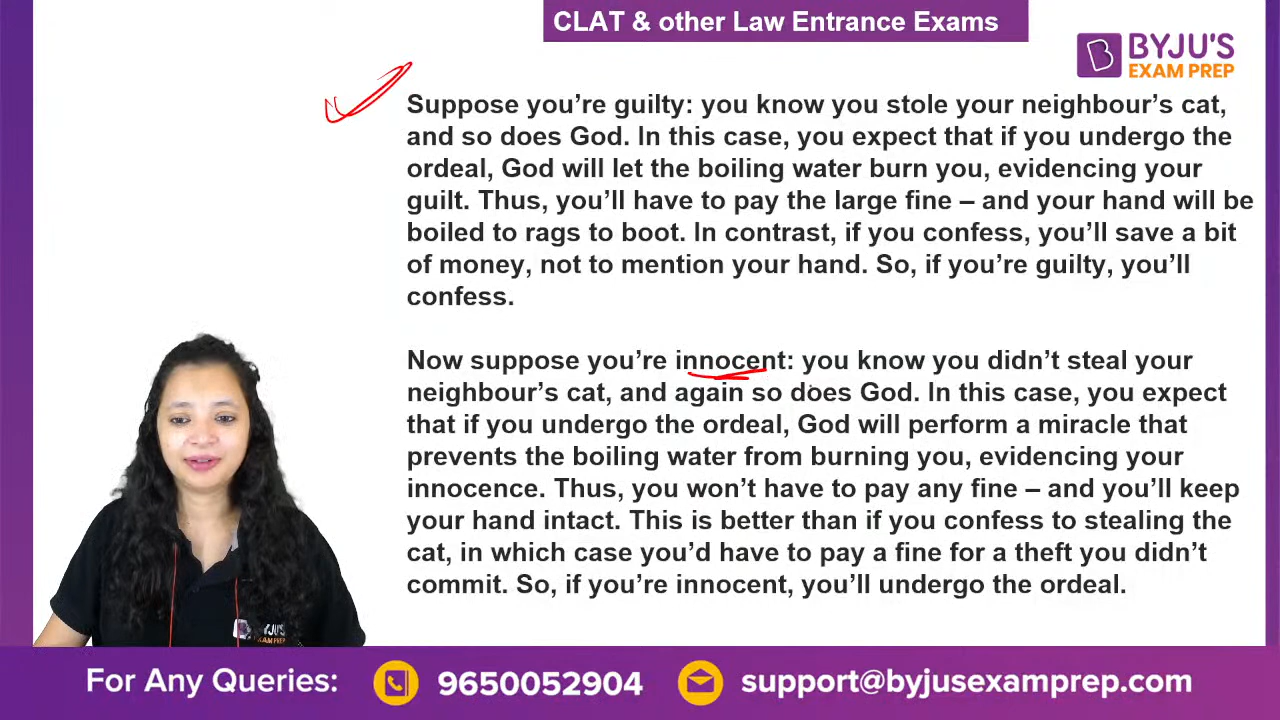 CLAT & other Law Entrance Exams
BYJU'S
EXAM PREP
Suppose you're guilty: you know you stole your neighbour's cat,
and so does God. In this case, you expect that if you undergo the
ordeal, God will let the boiling water burn you, evidencing your
guilt. Thus, you'll have to pay the large fine – and your hand will be
boiled to rags to boot. In contrast, if you confess, you'll save a bit
of money, not to mention your hand. So, if you're guilty, you'll
confess.
Now suppose you're innocent: you know you didn't steal your
neighbour's cat, and again so does God. In this case, you expect
that if you undergo the ordeal, God will perform a miracle that
prevents the boiling water from burning you, evidencing your
innocence. Thus, you won't have to pay any fine – and you'll keep
your hand intact. This is better than if you confess to stealing the
cat, in which case you'd have to pay a fine for a theft you didn't
commit. So, if you're innocent, you'll undergo the ordeal.
BYJU'S
EXAM PREP
For Any Queries: 9650052904 support@byjusexamprep.com